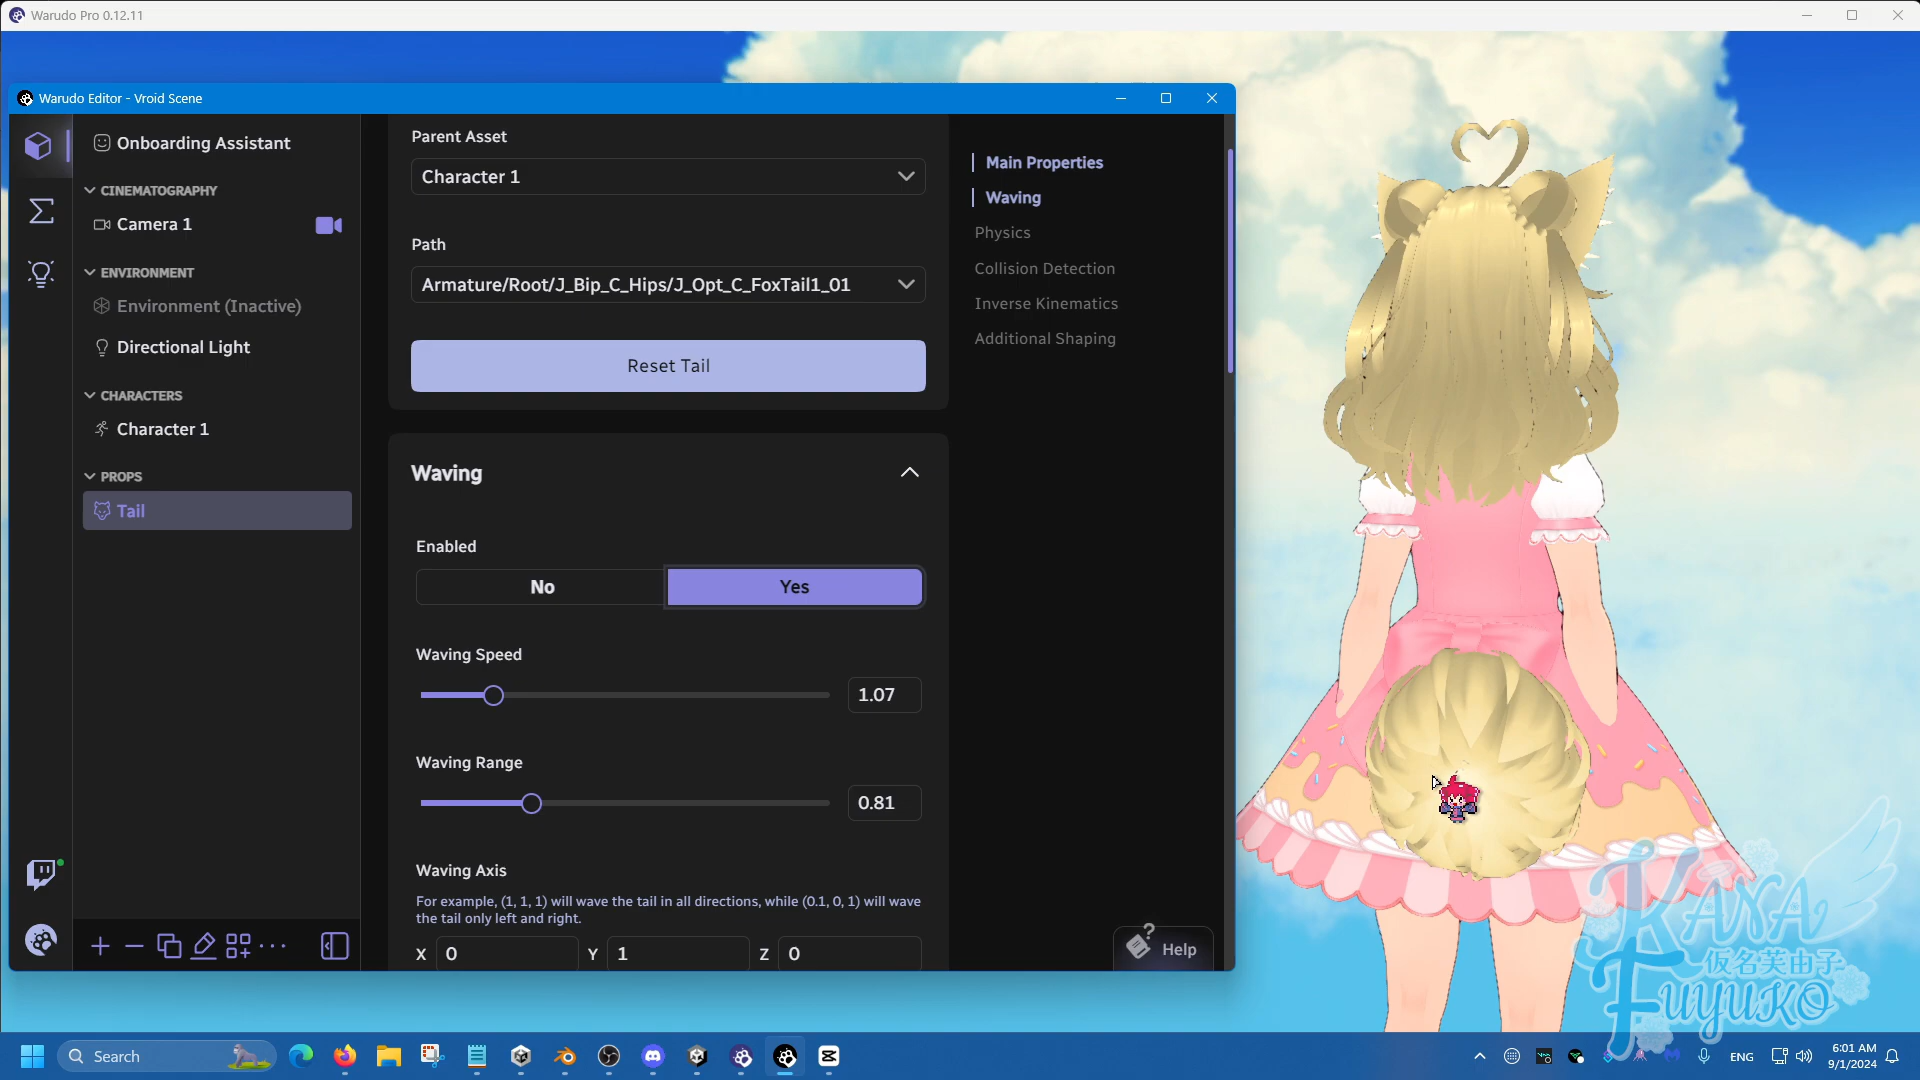 Warudo Pro 0.12.11
Warudo Editor - Vroid Scene
Onboarding Assistant
CINEMATOGRAPHY
Camera 1
ENVIRONMENT
Environment (Inactive)
Directional Light
CHARACTERS
Character 1
PROPS
Tail
Parent Asset
Character 1
Path
Armature/Root/J_Bip_C_Hips/J_Opt_C_FoxTail1_01
Reset Tail
Waving
Enabled
No Yes
Waving Speed
1.07
Waving Range
0.81
Waving Axis
For example, (1, 1, 1) will wave the tail in all directions, while (0.1, 0, 1) will wave
the tail only left and right.
X 0 Y 1 Z 0
Main Properties
Waving
Physics
Collision Detection
Inverse Kinematics
Additional Shaping
? Help
KANA
仮名芙由子
FUYUKO
Search
ENG
6:01 AM
9/1/2024